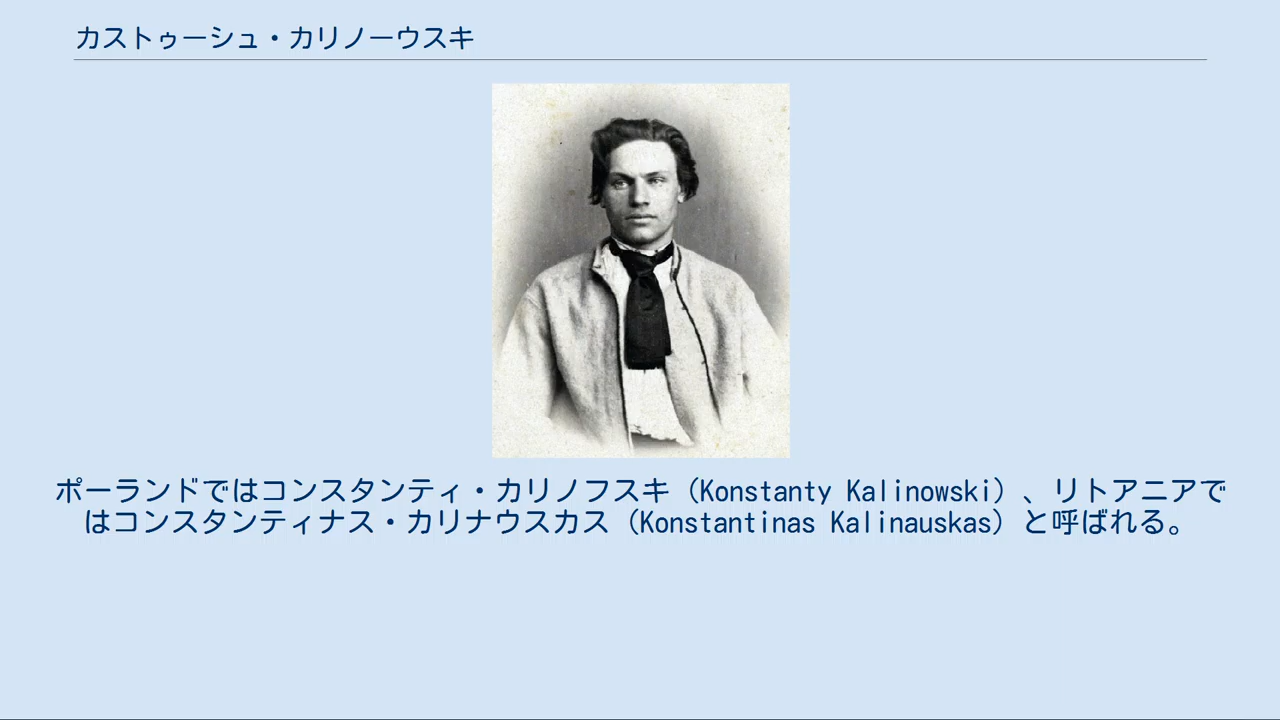 カストゥーシュ・カリノーウスキ
ポーランドではコンスタンティ・カリノフスキ（Konstanty Kalinowski）、リトアニアで
はコンスタンティナス・カリナウスカス（Konstantinas Kalinauskas）と呼ばれる。